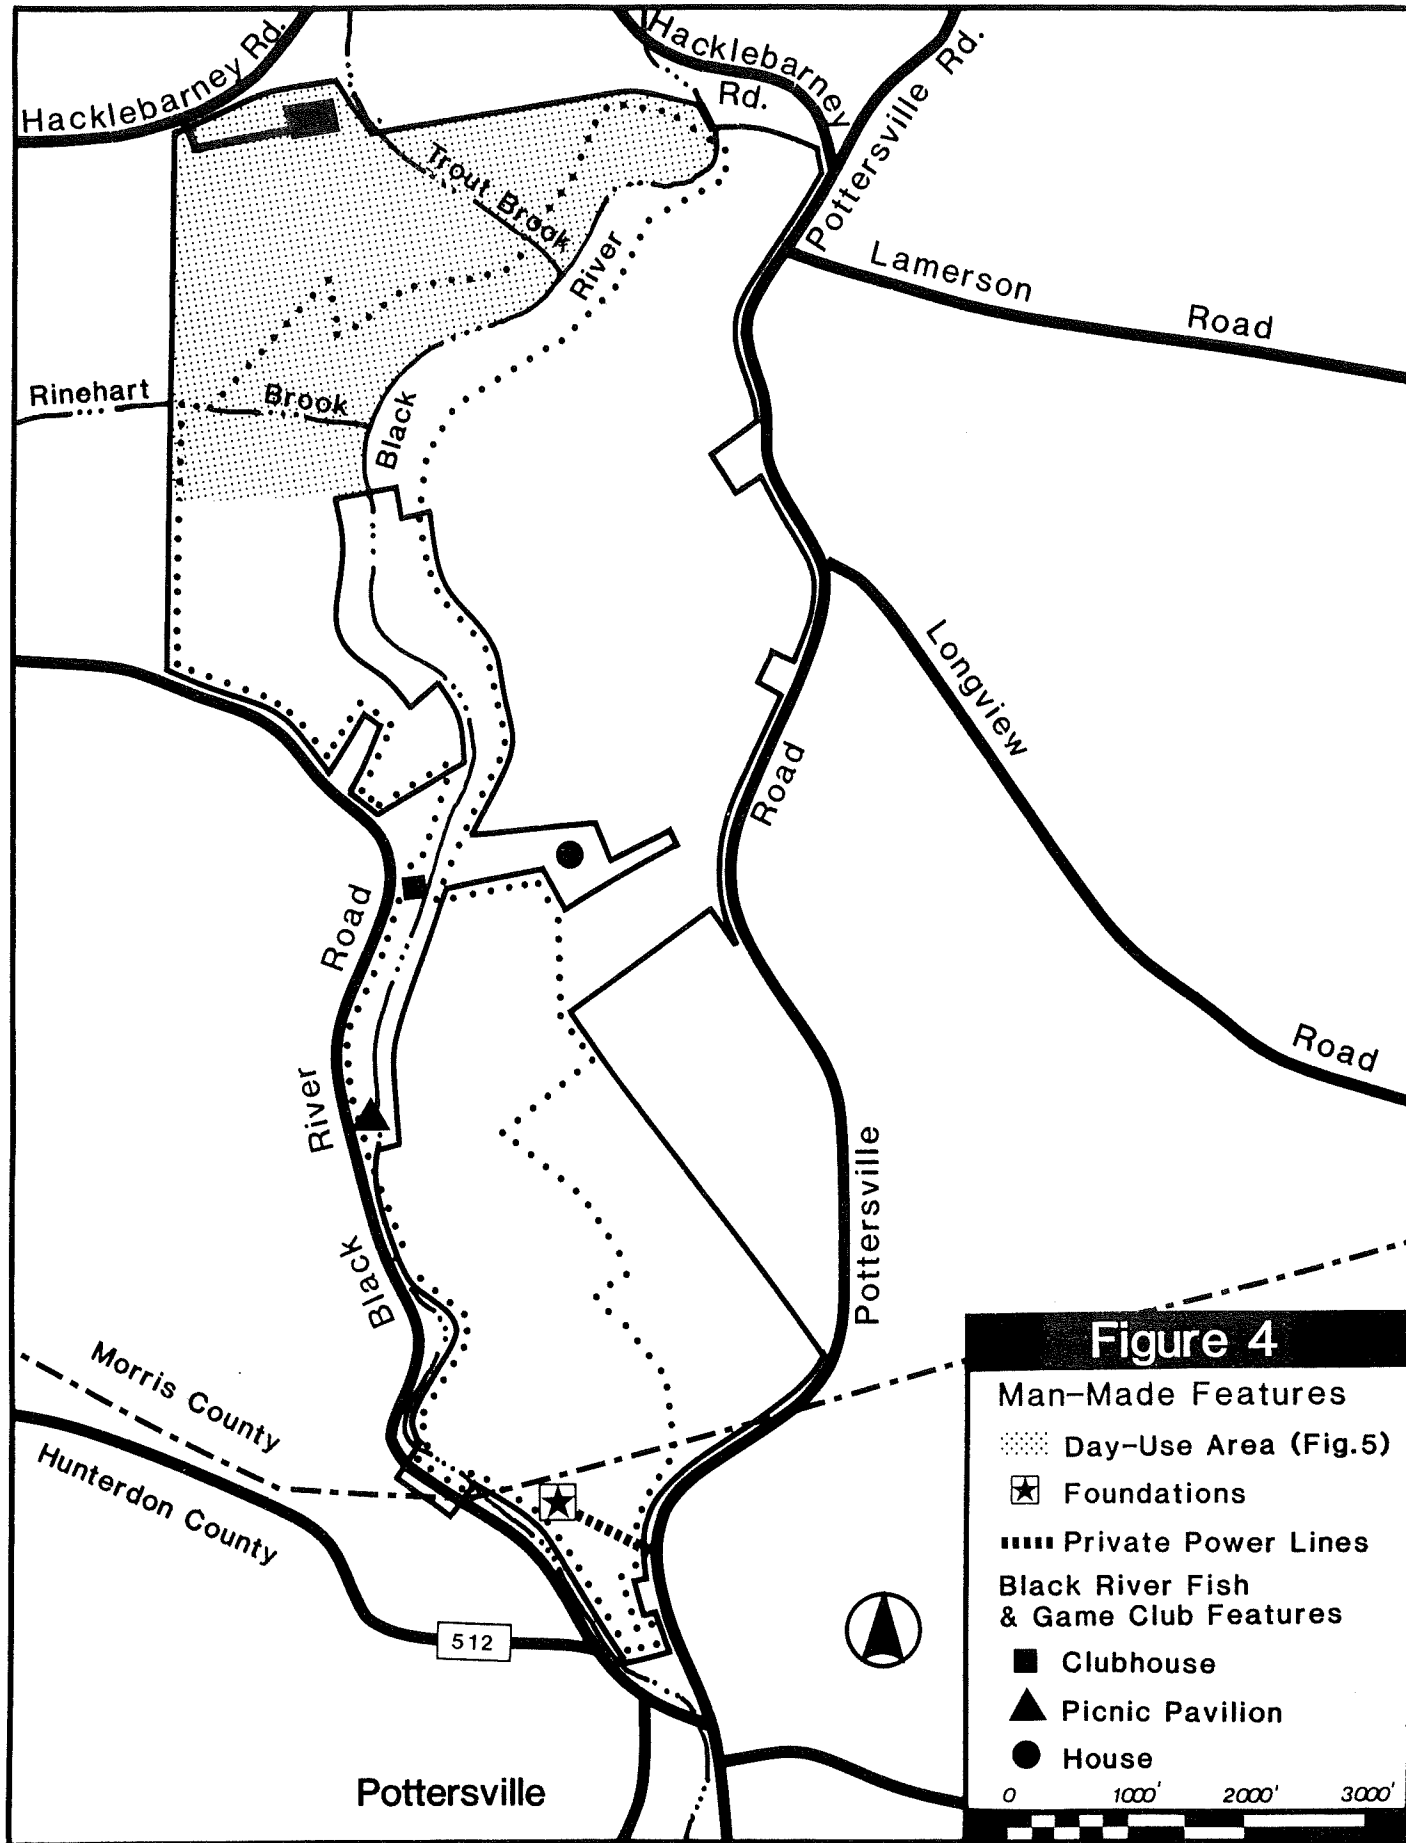 Hacklebarney Rd.
Hacklebarney
Rd.
Pottersville Rd.
Trout Brook
River
Lamerson
Road
Rinehart
Brook
Black
Longview
Road
Road
River
Black
Road
Pottersville
Road
Morris County
Hunterdon County
512
Pottersville
Figure 4
Man-Made Features
Day-Use Area (Fig.5)
Foundations
Private Power Lines
Black River Fish
& Game Club Features
Clubhouse
Picnic Pavilion
House
0 1000' 2000' 3000'